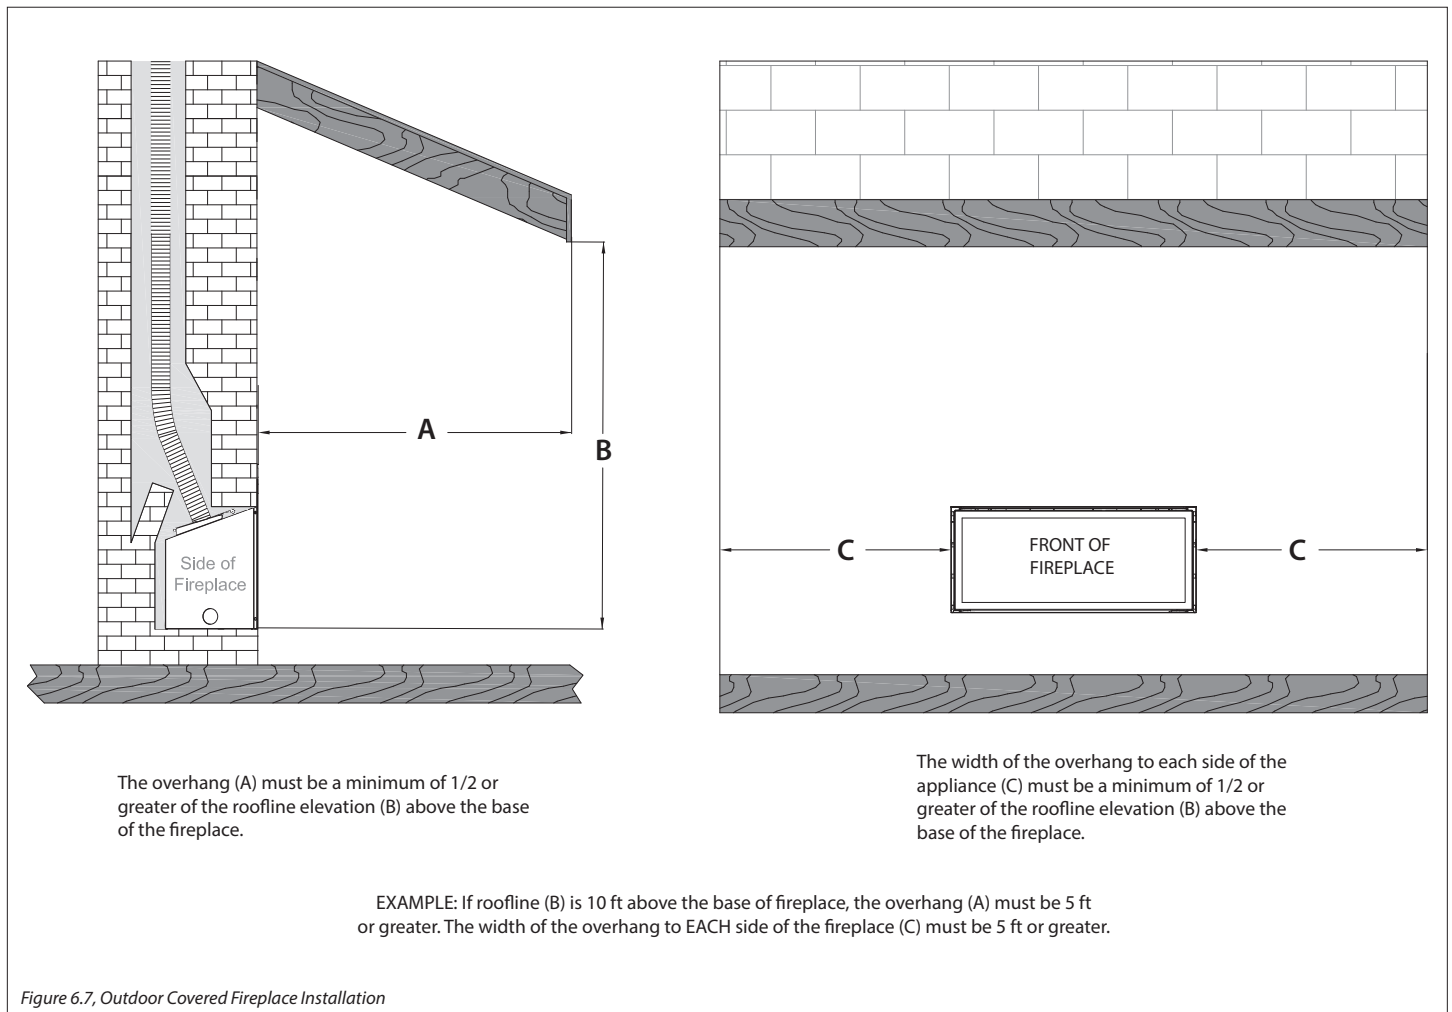 A
B
Side of
Fireplace
C
FRONT OF
FIREPLACE
C
The overhang (A) must be a minimum of 1/2 or
greater of the roofline elevation (B) above the base
of the fireplace.
The width of the overhang to each side of the
appliance (C) must be a minimum of 1/2 or
greater of the roofline elevation (B) above the
base of the fireplace.
EXAMPLE: If roofline (B) is 10 ft above the base of fireplace, the overhang (A) must be 5 ft
or greater. The width of the overhang to EACH side of the fireplace (C) must be 5 ft or greater.
Figure 6.7, Outdoor Covered Fireplace Installation